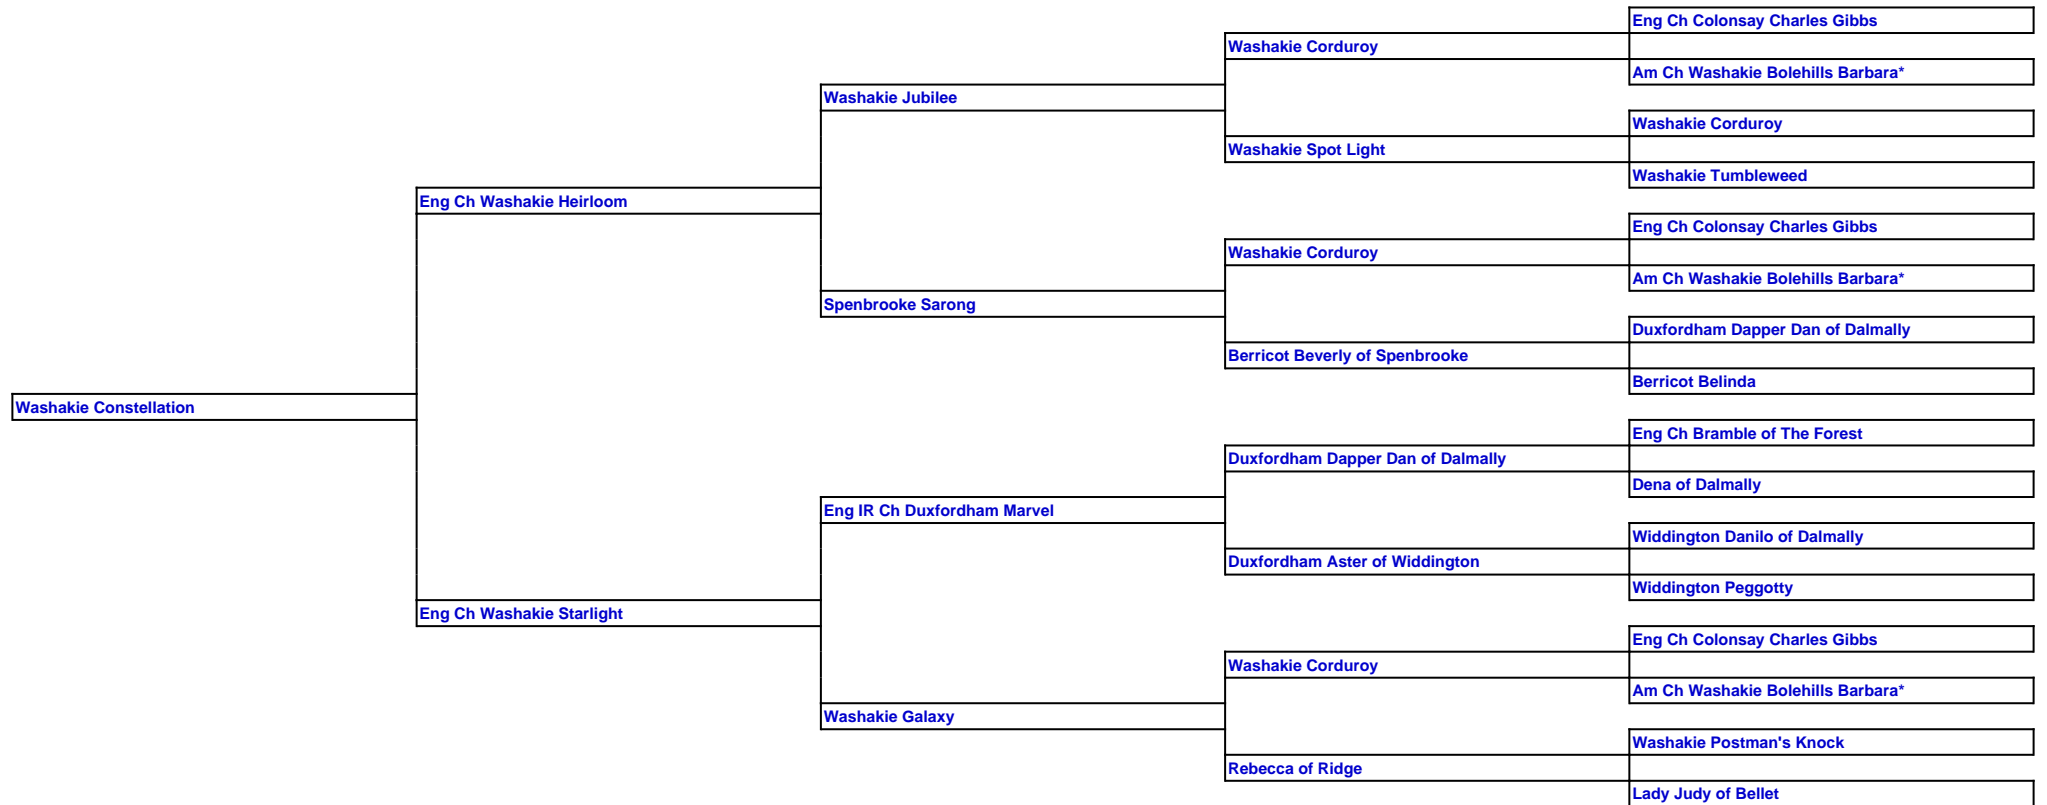 Eng Ch Colonsay Charles Gibbs
Washakie Corduroy
Am Ch Washakie Bolehills Barbara*
Washakie Jubilee
Washakie Corduroy
Washakie Spot Light
Washakie Tumbleweed
Eng Ch Washakie Heirloom
Eng Ch Colonsay Charles Gibbs
Washakie Corduroy
Am Ch Washakie Bolehills Barbara*
Spenbrooke Sarong
Duxfordham Dapper Dan of Dalmally
Berricot Beverly of Spenbrooke
Berricot Belinda
Washakie Constellation
Eng Ch Bramble of The Forest
Duxfordham Dapper Dan of Dalmally
Dena of Dalmally
Eng IR Ch Duxfordham Marvel
Widdington Danilo of Dalmally
Duxfordham Aster of Widdington
Widdington Peggotty
Eng Ch Washakie Starlight
Eng Ch Colonsay Charles Gibbs
Washakie Corduroy
Am Ch Washakie Bolehills Barbara*
Washakie Galaxy
Washakie Postman's Knock
Rebecca of Ridge
Lady Judy of Bellet